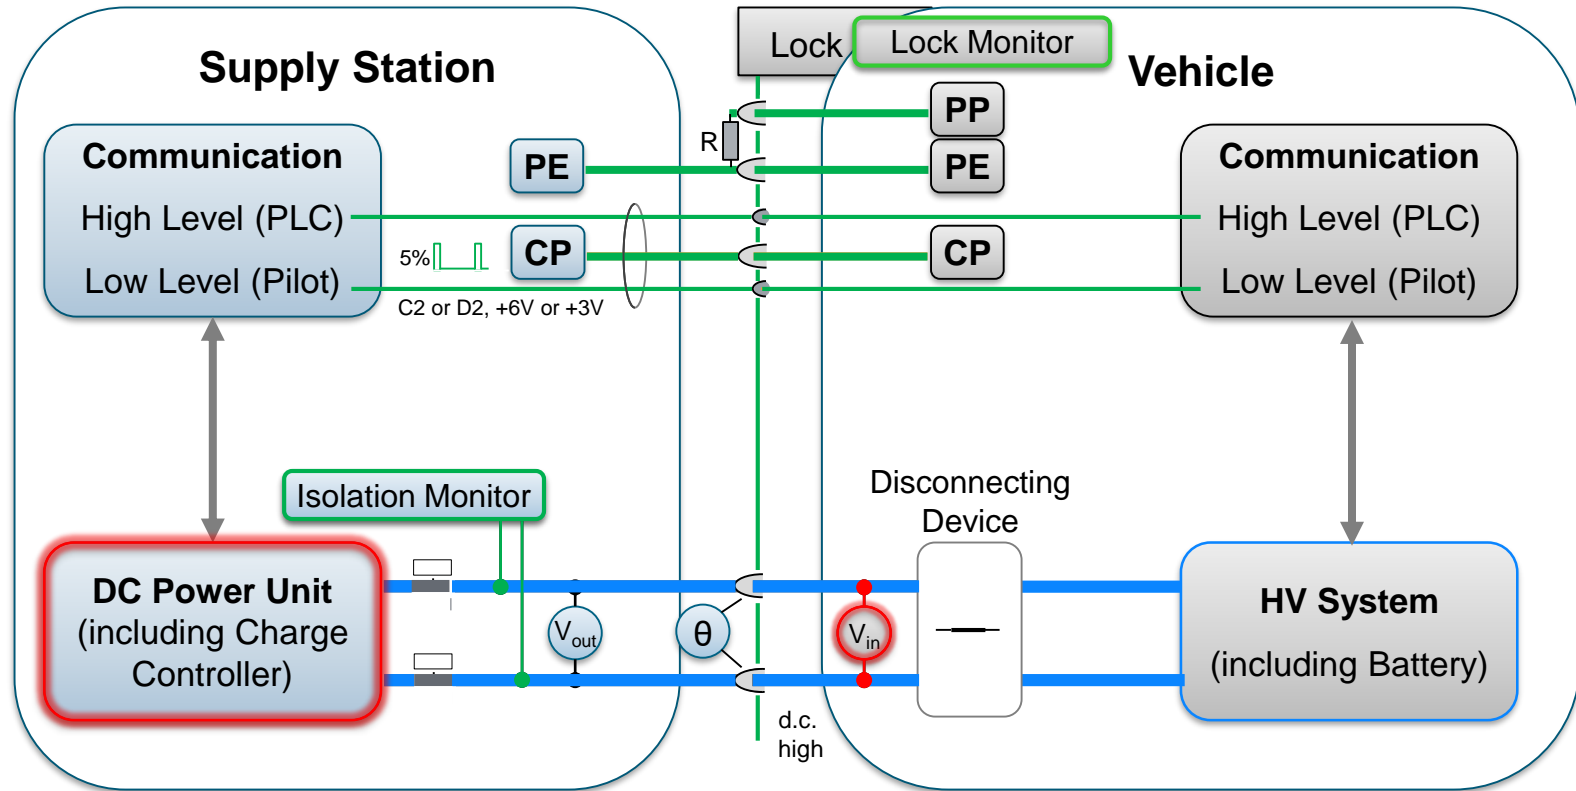 Supply Station
Lock
Lock Monitor
Vehicle
PP
R
PE
PE
Communication
High Level (PLC)
Low Level (Pilot)
5%
CP
CP
C2 or D2, +6V or +3V
Communication
High Level (PLC)
Low Level (Pilot)
Isolation Monitor
Disconnecting
Device
DC Power Unit
(including Charge
Controller)
Vout
θ
Vin
HV System
(including Battery)
d.c.
high